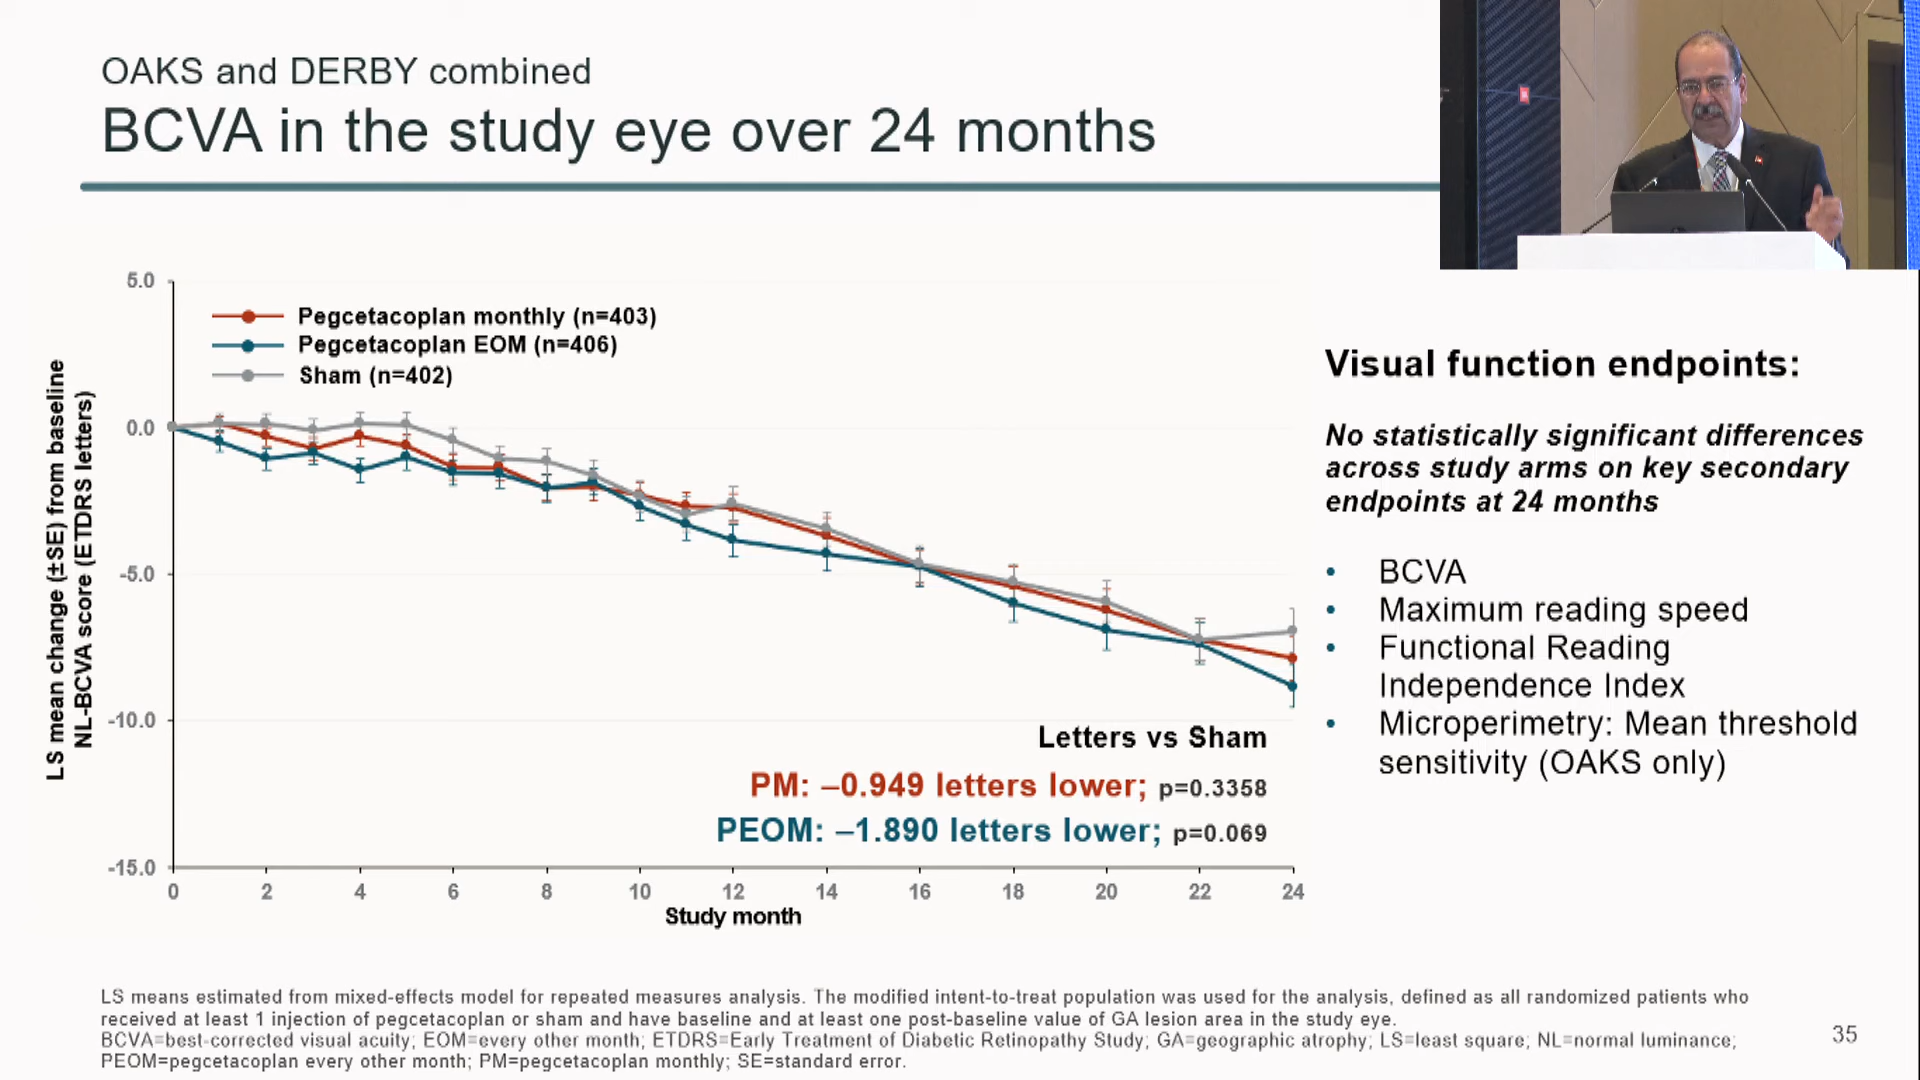 OAKS and DERBY combined
BCVA in the study eye over 24 months
5.0
0.0
-5.0
-10.0
-15.0
LS mean change (±SE) from baseline
NL-BCVA score (ETDRS letters)
Pegcetacoplan monthly (n=403)
Pegcetacoplan EOM (n=406)
Sham (n=402)
Letters vs Sham
PM: –0.949 letters lower; p=0.3358
PEOM: –1.890 letters lower; p=0.069
0 2 4 6 8 10 12 14 16 18 20 22 24
Study month
Visual function endpoints:
No statistically significant differences
across study arms on key secondary
endpoints at 24 months
• BCVA
• Maximum reading speed
• Functional Reading
Independence Index
• Microperimetry: Mean threshold
sensitivity (OAKS only)
LS means estimated from mixed-effects model for repeated measures analysis. The modified intent-to-treat population was used for the analysis, defined as all randomized patients who
received at least 1 injection of pegcetacoplan or sham and have baseline and at least one post-baseline value of GA lesion area in the study eye.
BCVA=best-corrected visual acuity; EOM=every other month; ETDRS=Early Treatment of Diabetic Retinopathy Study; GA=geographic atrophy; LS=least square; NL=normal luminance;
PEOM=pegcetacoplan every other month; PM=pegcetacoplan monthly; SE=standard error.
35